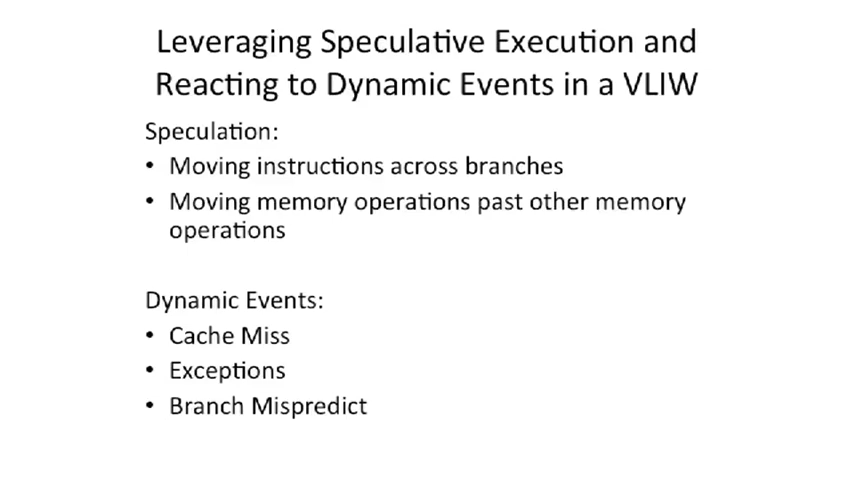 Leveraging Speculative Execution and
Reacting to Dynamic Events in a VLIW
Speculation:
• Moving instructions across branches
• Moving memory operations past other memory
operations
Dynamic Events:
• Cache Miss
• Exceptions
• Branch Mispredict